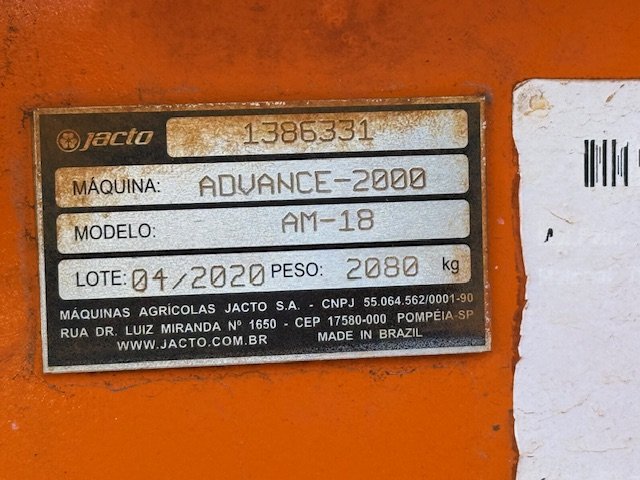 jacto 1386331
MÁQUINA: ADVANCE-2000
MODELO: AM-18
LOTE: 04/2020 PESO: 2080 kg
MÁQUINAS AGRÍCOLAS JACTO S.A. - CNPJ 55.064.562/0001-90
RUA DR. LUIZ MIRANDA Nº 1650 - CEP 17580-000 POMPÉIA-SP
WWW.JACTO.COM.BR MADE IN BRAZIL